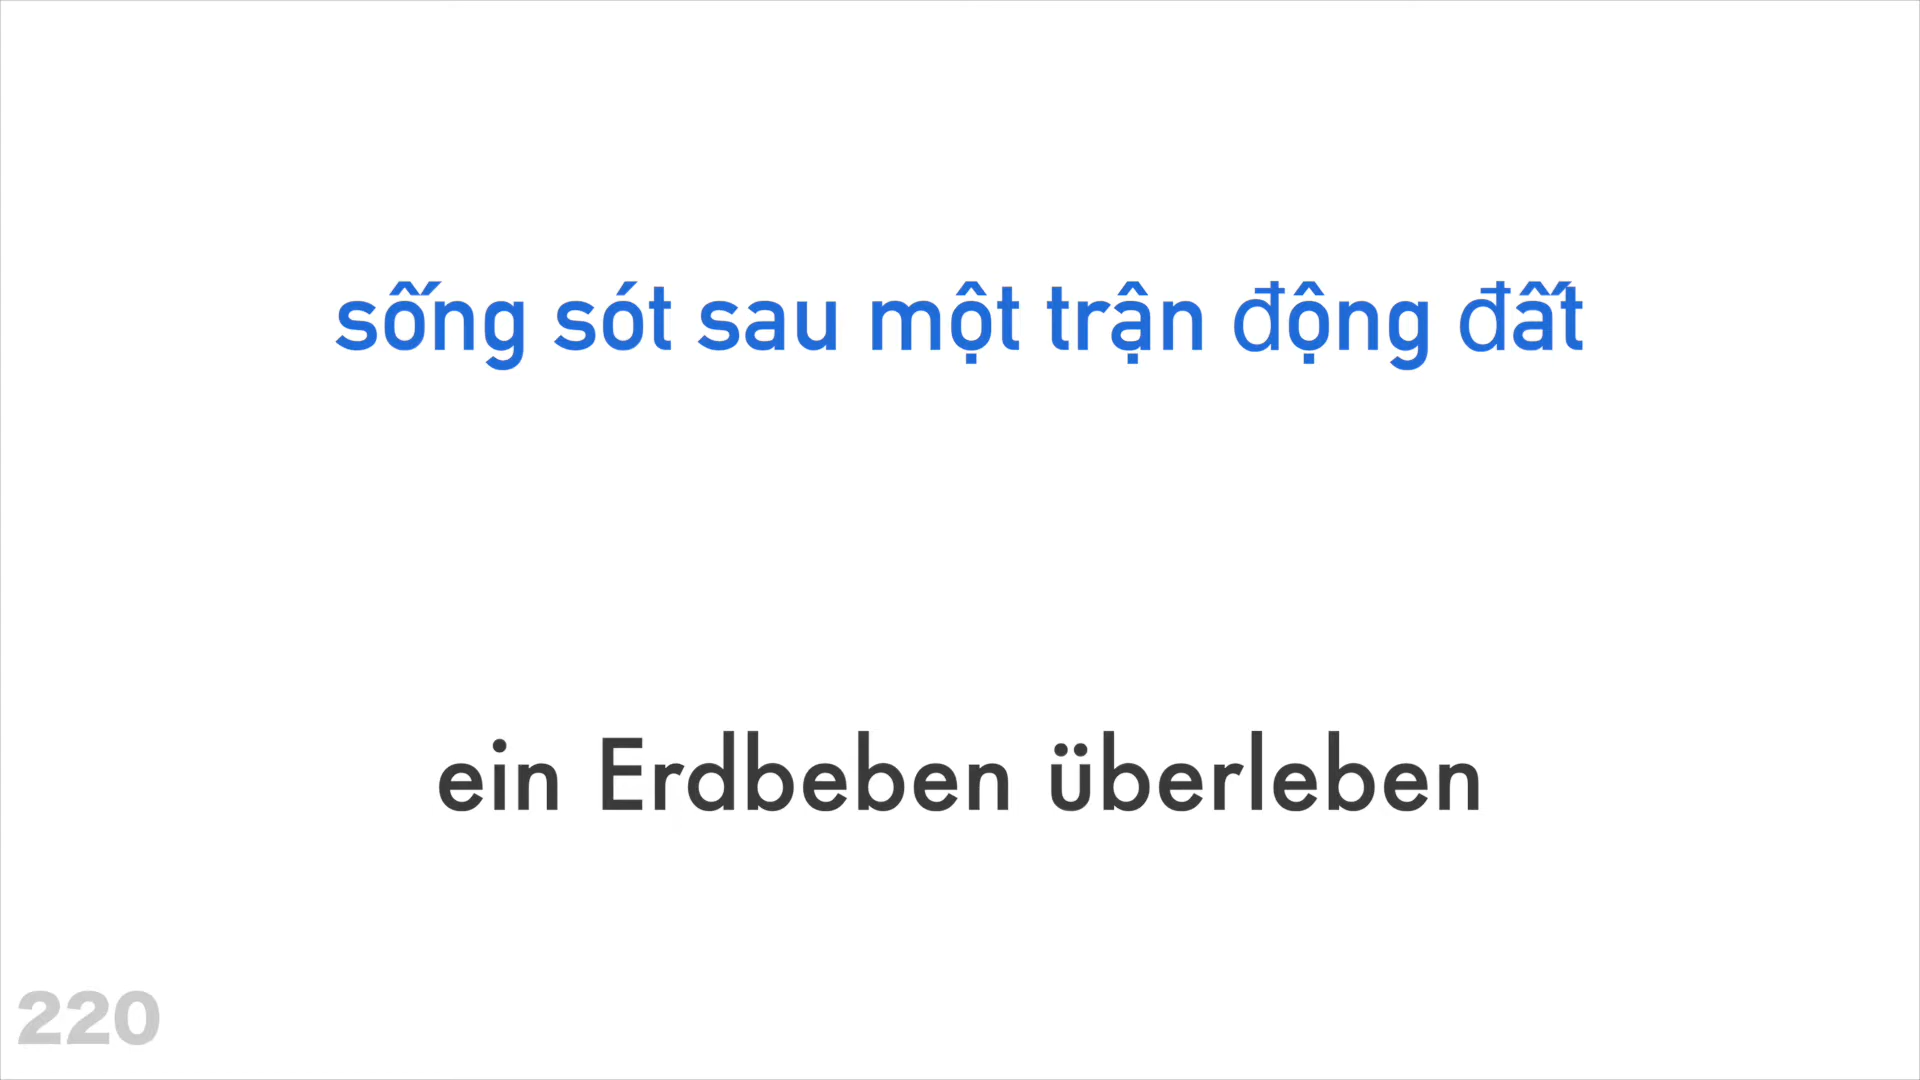 sống sót sau một trận động đất
ein Erdbeben überleben
220